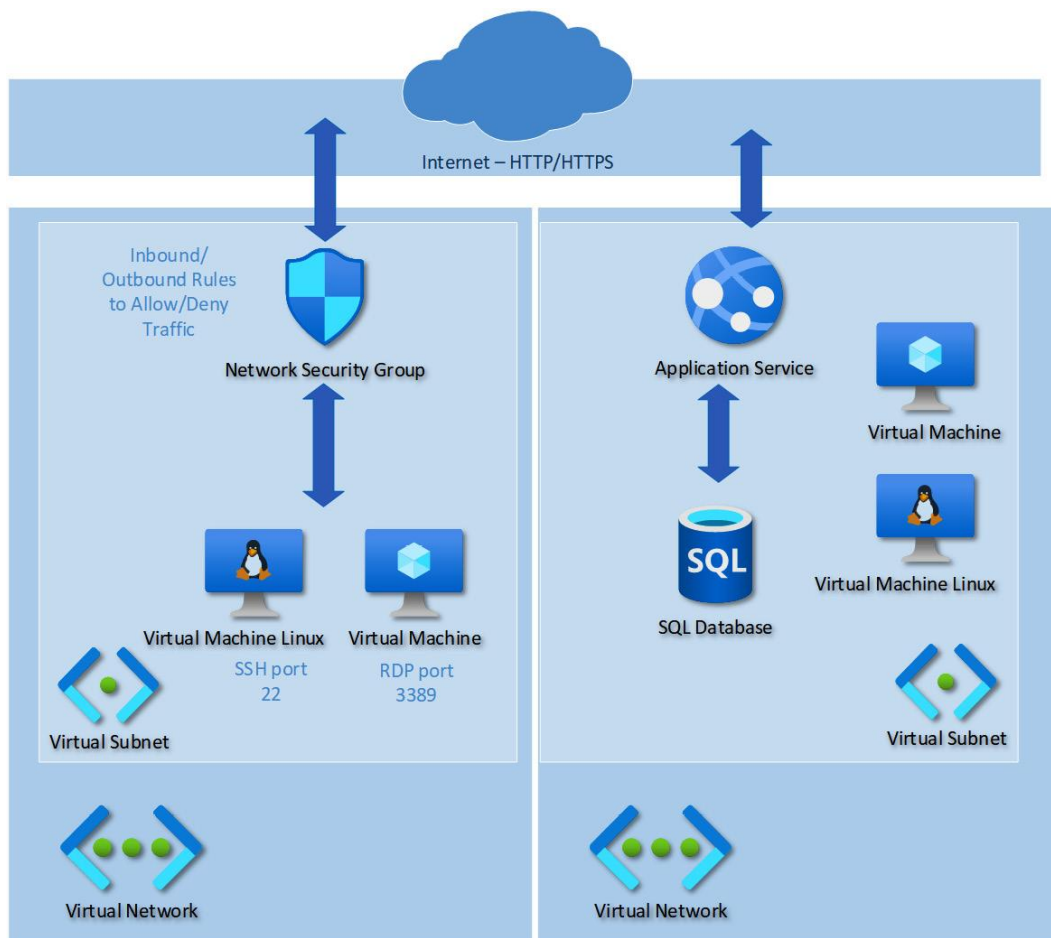 Internet – HTTP/HTTPS
Inbound/
Outbound Rules
to Allow/Deny
Traffic
Network Security Group
Virtual Machine Linux
SSH port
22
Virtual Machine
RDP port
3389
Virtual Subnet
Virtual Network
Application Service
Virtual Machine
SQL
SQL Database
Virtual Machine Linux
Virtual Subnet
Virtual Network